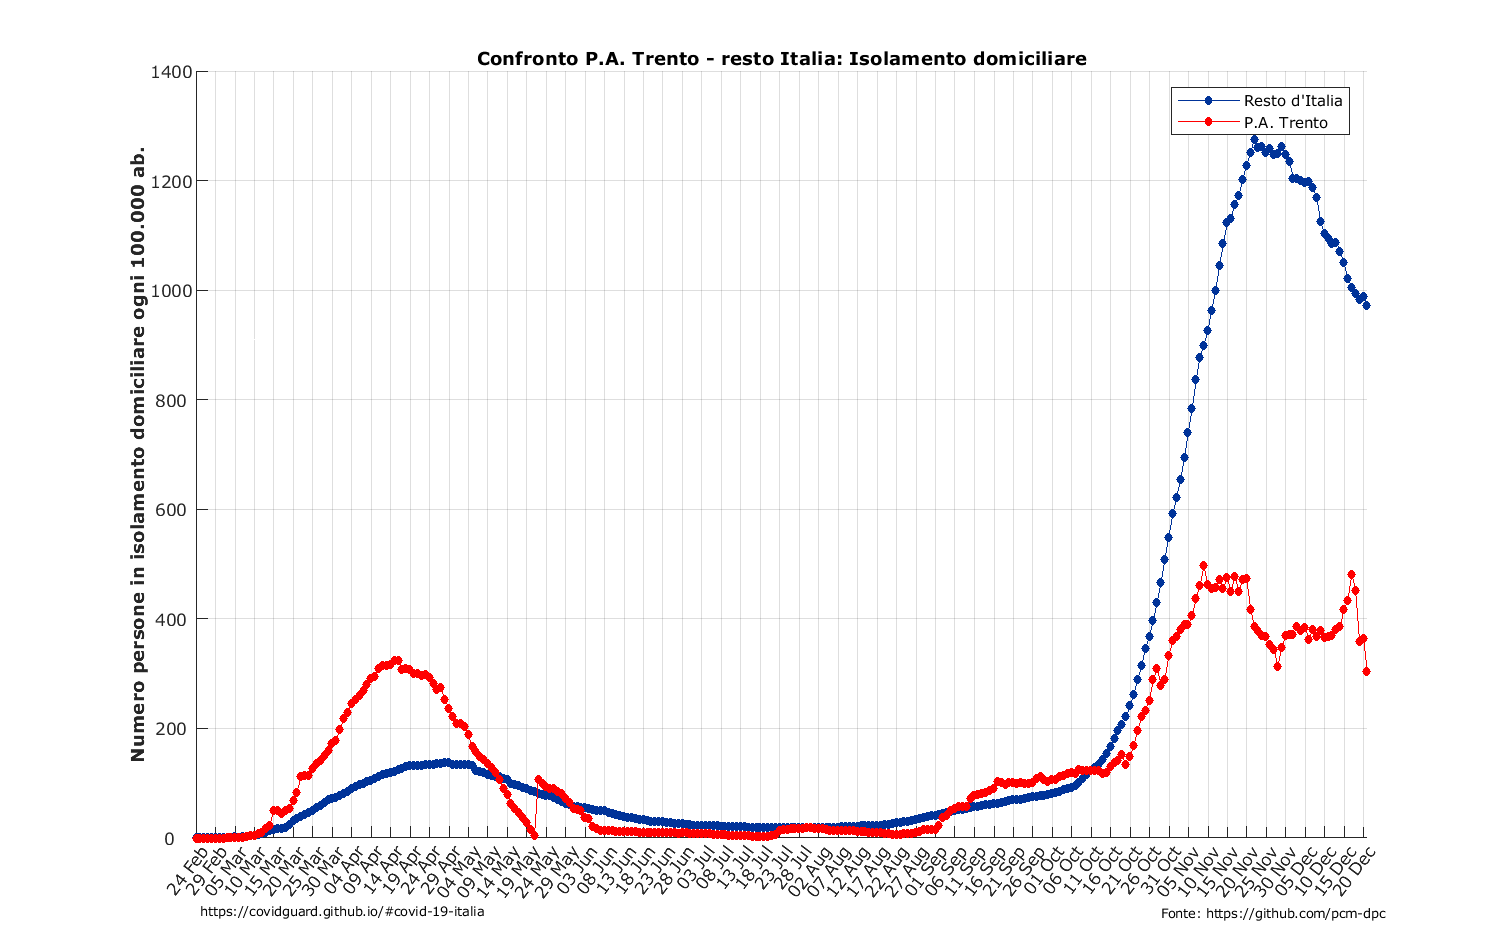 Confronto P.A. Trento - resto Italia: Isolamento domiciliare
Numero persone in isolamento domiciliare ogni 100.000 ab.
1400
1200
1000
800
600
400
200
0
Resto d'Italia
P.A. Trento
24 Feb
29 Feb
05 Mar
10 Mar
15 Mar
20 Mar
25 Mar
30 Mar
04 Apr
09 Apr
14 Apr
19 Apr
24 Apr
29 Apr
04 May
09 May
14 May
19 May
24 May
29 May
03 Jun
08 Jun
13 Jun
18 Jun
23 Jun
28 Jun
03 Jul
08 Jul
13 Jul
18 Jul
23 Jul
28 Jul
02 Aug
07 Aug
12 Aug
17 Aug
22 Aug
27 Aug
01 Sep
06 Sep
11 Sep
16 Sep
21 Sep
26 Sep
01 Oct
06 Oct
11 Oct
16 Oct
21 Oct
26 Oct
31 Oct
05 Nov
10 Nov
15 Nov
20 Nov
25 Nov
30 Nov
05 Dec
10 Dec
15 Dec
20 Dec
https://covidguard.github.io/#covid-19-italia
Fonte: https://github.com/pcm-dpc